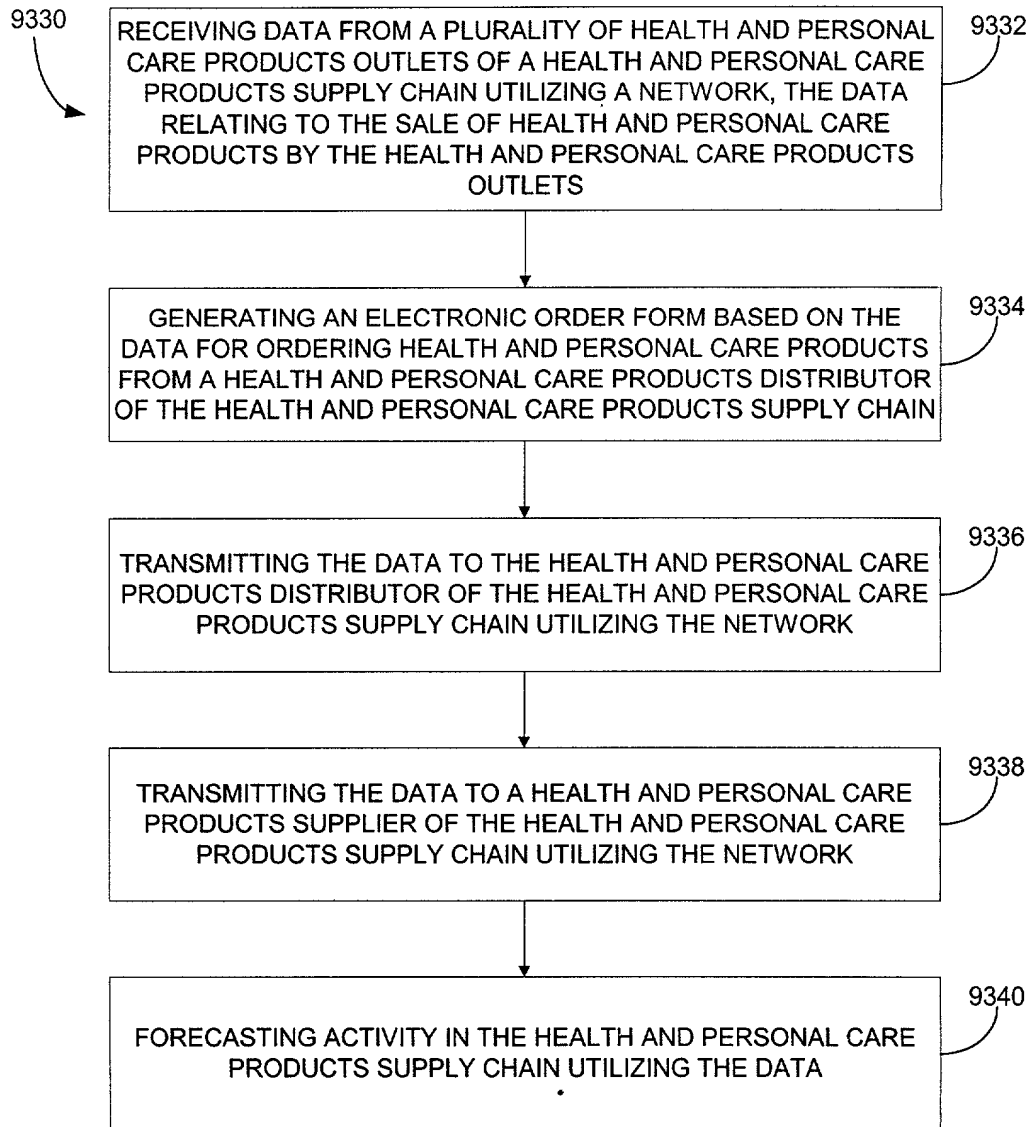 9330
RECEIVING DATA FROM A PLURALITY OF HEALTH AND PERSONAL
CARE PRODUCTS OUTLETS OF A HEALTH AND PERSONAL CARE
PRODUCTS SUPPLY CHAIN UTILIZING A NETWORK, THE DATA
RELATING TO THE SALE OF HEALTH AND PERSONAL CARE
PRODUCTS BY THE HEALTH AND PERSONAL CARE PRODUCTS
OUTLETS
9332
GENERATING AN ELECTRONIC ORDER FORM BASED ON THE
DATA FOR ORDERING HEALTH AND PERSONAL CARE PRODUCTS
FROM A HEALTH AND PERSONAL CARE PRODUCTS DISTRIBUTOR
OF THE HEALTH AND PERSONAL CARE PRODUCTS SUPPLY CHAIN
9334
TRANSMITTING THE DATA TO THE HEALTH AND PERSONAL CARE
PRODUCTS DISTRIBUTOR OF THE HEALTH AND PERSONAL CARE
PRODUCTS SUPPLY CHAIN UTILIZING THE NETWORK
9336
TRANSMITTING THE DATA TO A HEALTH AND PERSONAL CARE
PRODUCTS SUPPLIER OF THE HEALTH AND PERSONAL CARE
PRODUCTS SUPPLY CHAIN UTILIZING THE NETWORK
9338
FORECASTING ACTIVITY IN THE HEALTH AND PERSONAL CARE
PRODUCTS SUPPLY CHAIN UTILIZING THE DATA
9340